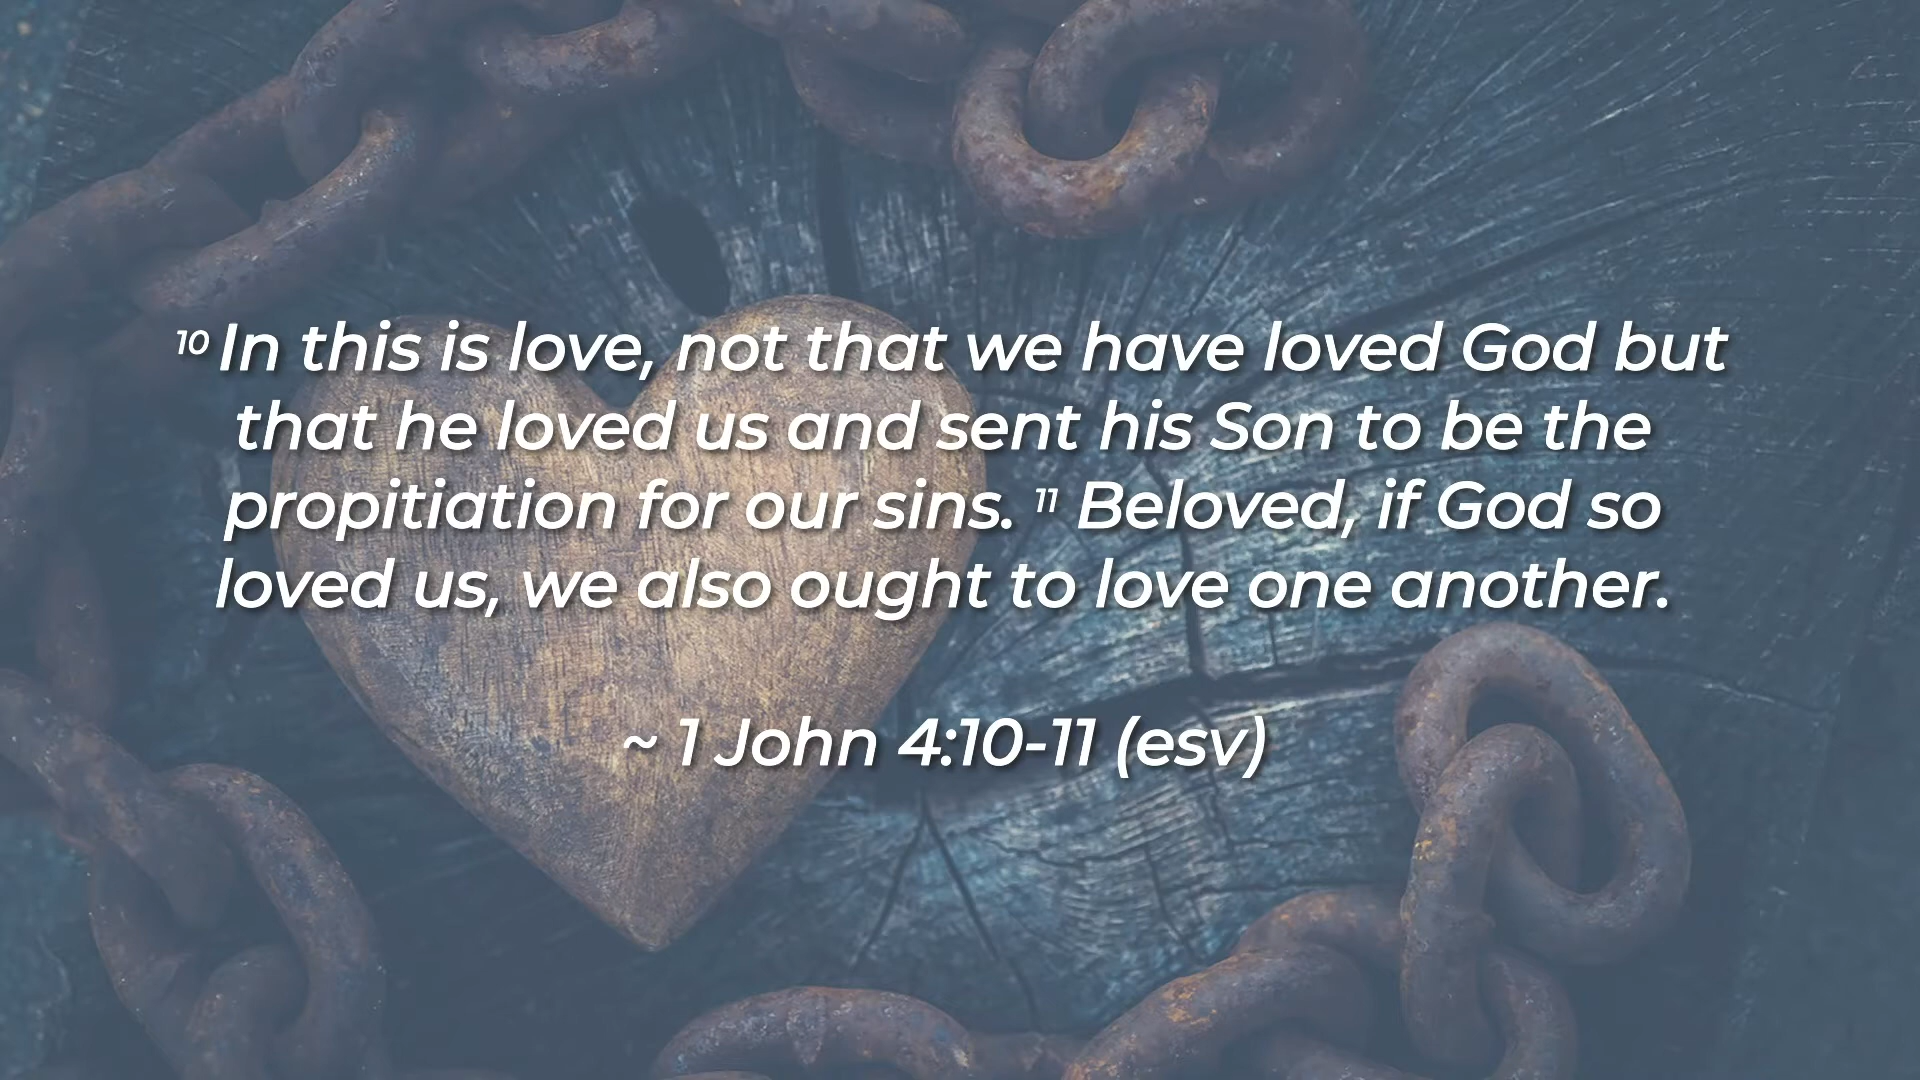 10 In this is love, not that we have loved God but
that he loved us and sent his Son to be the
propitiation for our sins. 11 Beloved, if God so
loved us, we also ought to love one another.
~ 1 John 4:10-11 (esv)